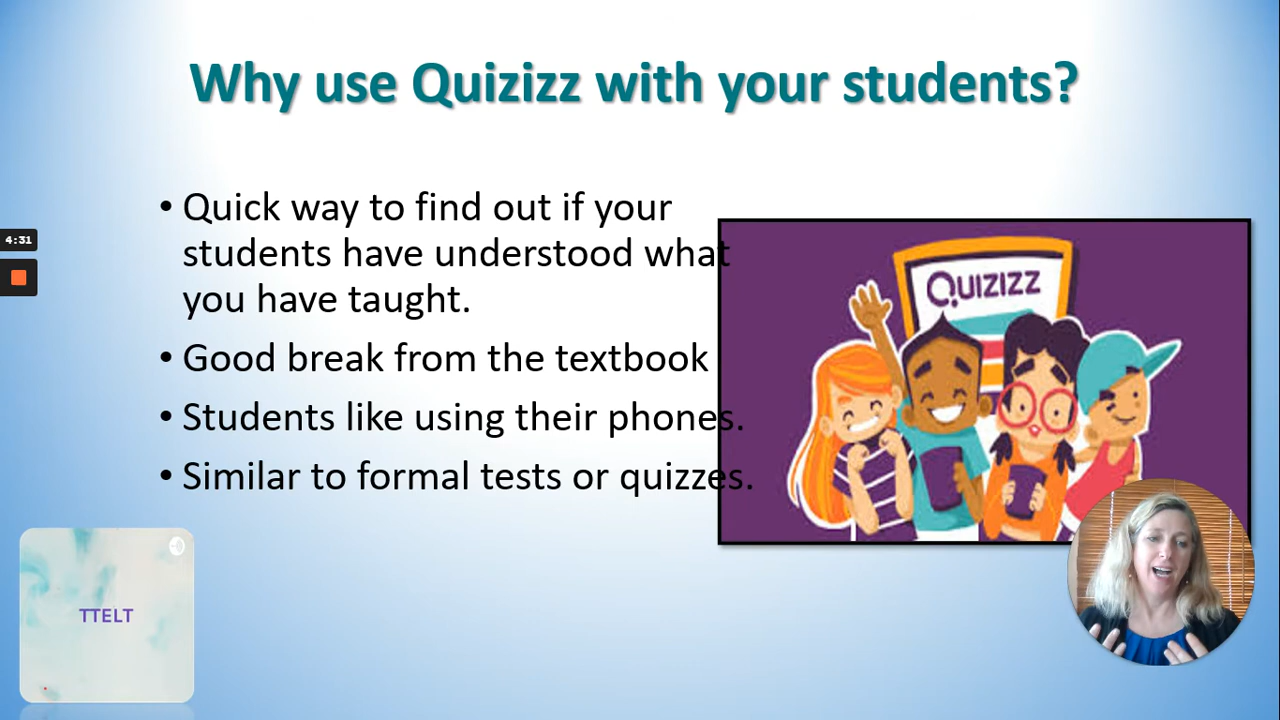 Why use Quizizz with your students?
• Quick way to find out if your
students have understood what
you have taught.
• Good break from the textbook
• Students like using their phones.
• Similar to formal tests or quizzes.
QUIZIZZ
4:31
TTELT